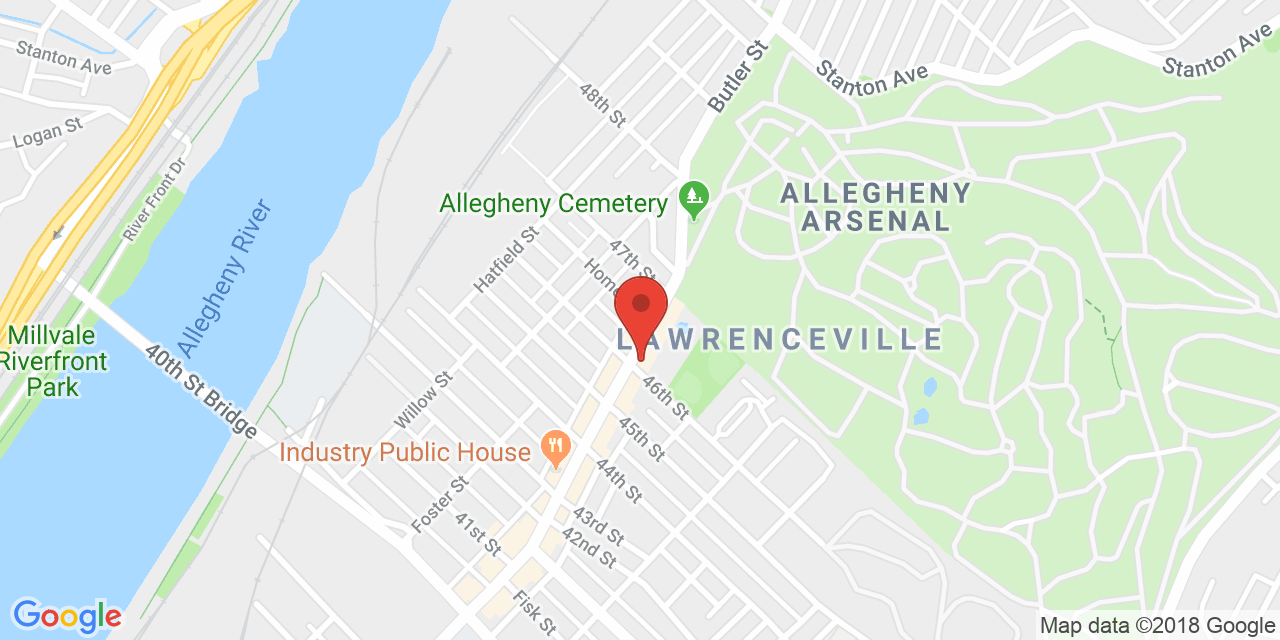 Stanton Ave
Logan St
River Front Dr
Allegheny River
Millvale
Riverfront
Park
40th St Bridge
Butler St
Stanton Ave
Stanton Ave
48th St
Allegheny Cemetery
ALLEGHENY
ARSENAL
47th St
Hatfield St
Home
LAWRENCEVILLE
Willow St
46th St
45th St
Industry Public House
44th St
Foster St
43rd St
41st St
42nd St
Fisk St
Google
Map data ©2018 Google